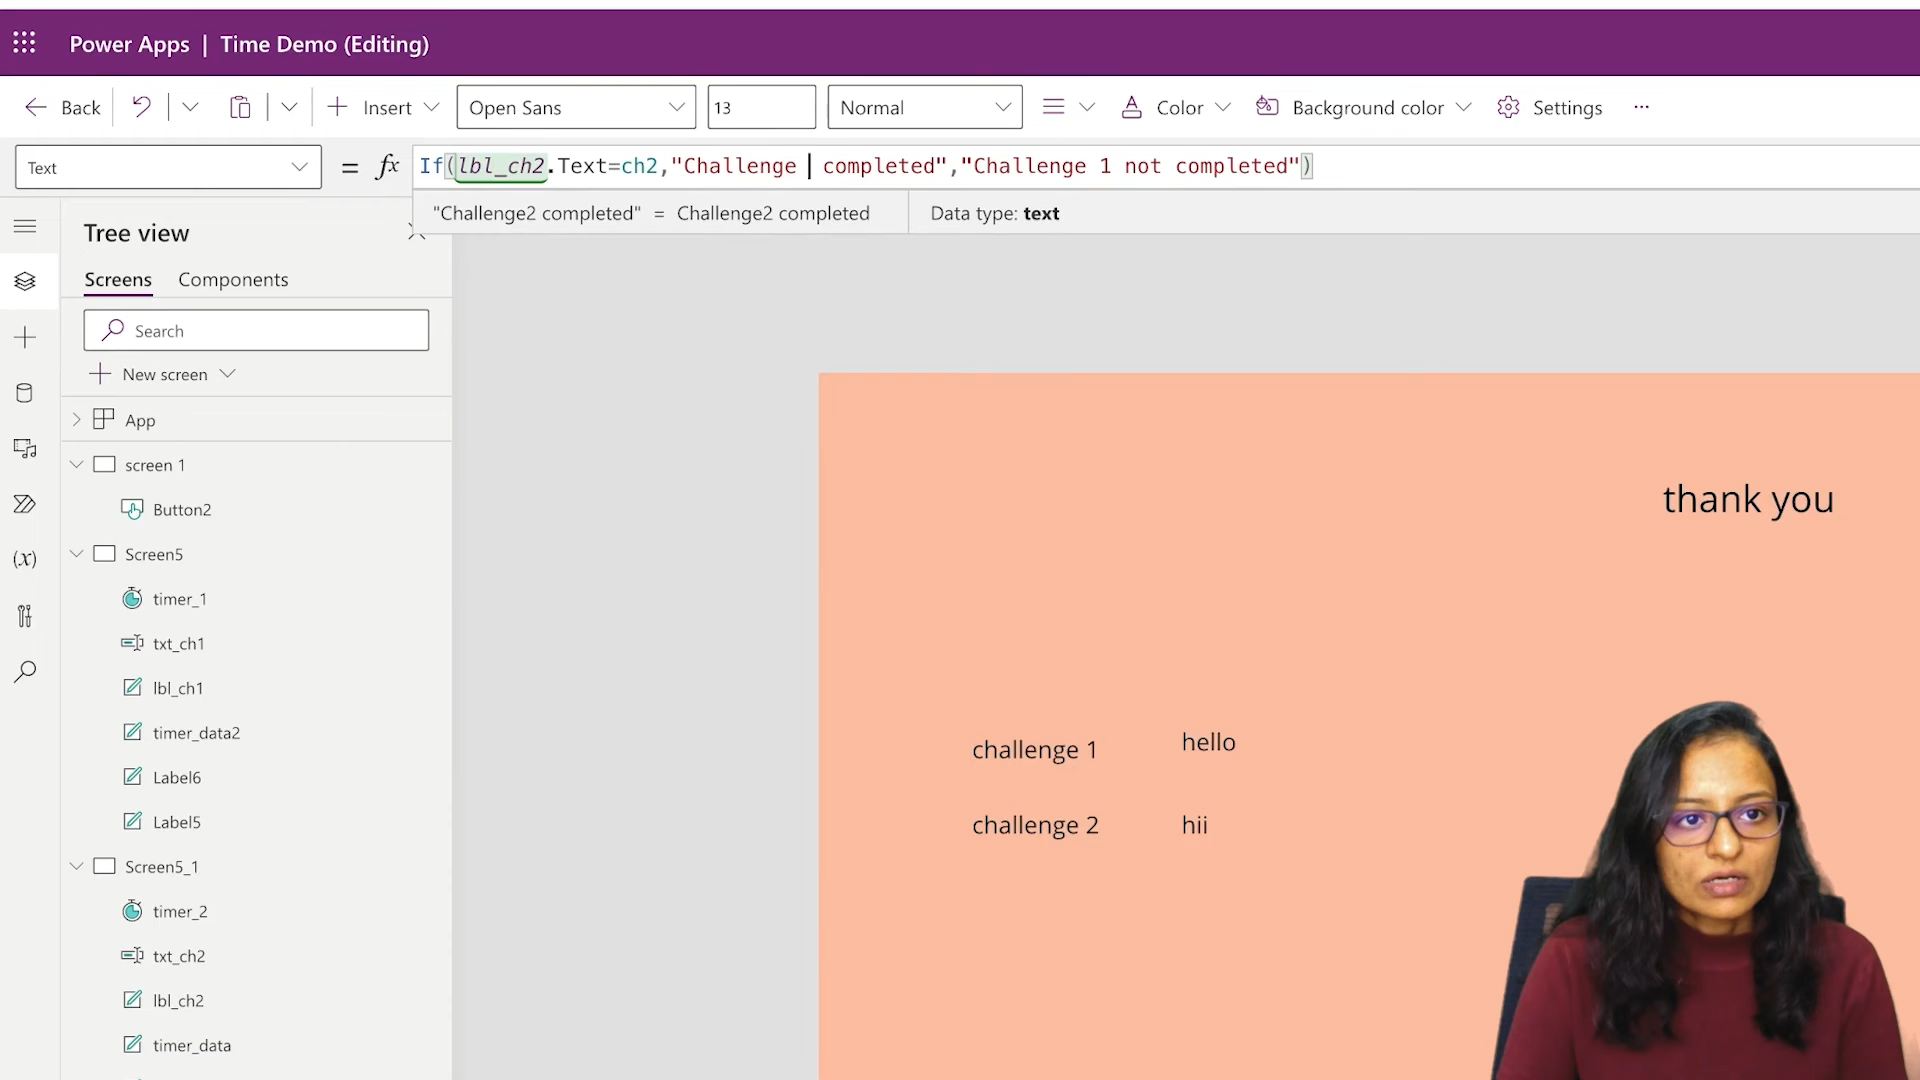 Power Apps | Time Demo (Editing)
Back Insert Open Sans 13 Normal Color Background color Settings ...
Text = fx If(lbl_ch2.Text=ch2,"Challenge completed","Challenge 1 not completed")
"Challenge2 completed" = Challenge2 completed Data type: text
Tree view
Screens Components
Search
New screen
App
screen 1
Button2
Screen5
timer_1
txt_ch1
lbl_ch1
timer_data2
Label6
Label5
Screen5_1
timer_2
txt_ch2
lbl_ch2
timer_data
(x)
thank you
challenge 1 hello
challenge 2 hii